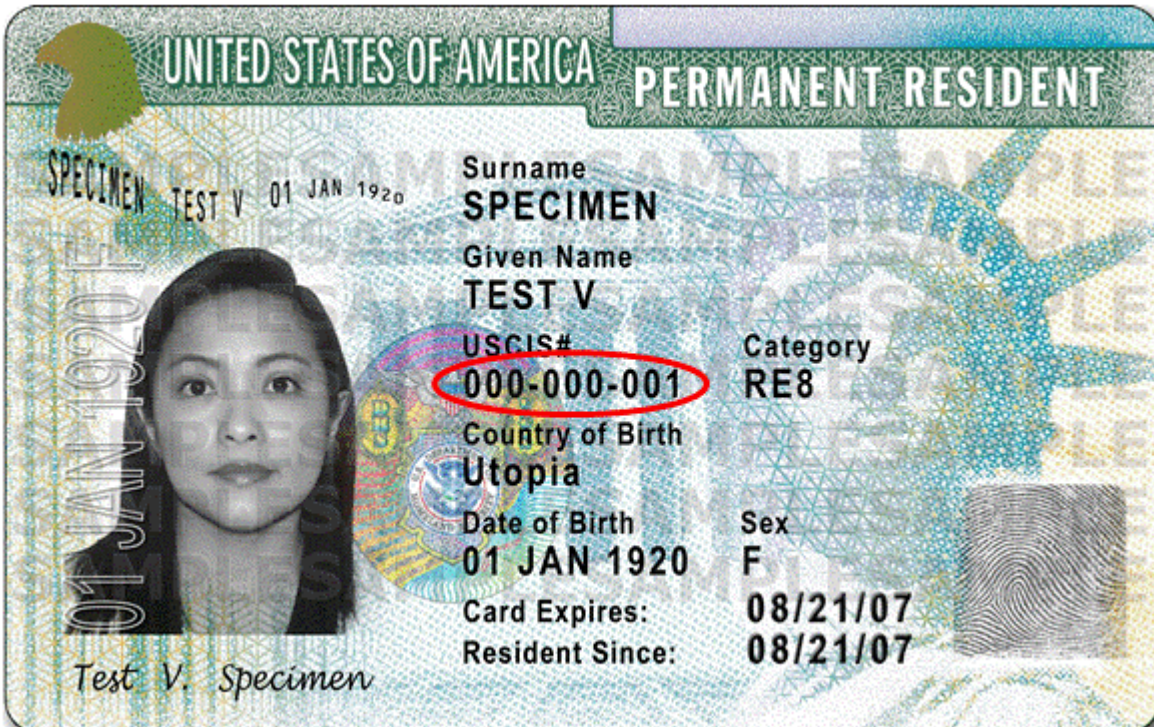 UNITED STATES OF AMERICA
PERMANENT RESIDENT
SPECIMEN TEST V 01 JAN 1920
Surname
SPECIMEN
Given Name
TEST V
USCIS# Category
000-000-001 RE8
Country of Birth
Utopia
Date of Birth Sex
01 JAN 1920 F
Card Expires: 08/21/07
Resident Since: 08/21/07
01 JAN 1920 F
Test V. Specimen
SAMPLESAMPLESAMPLE